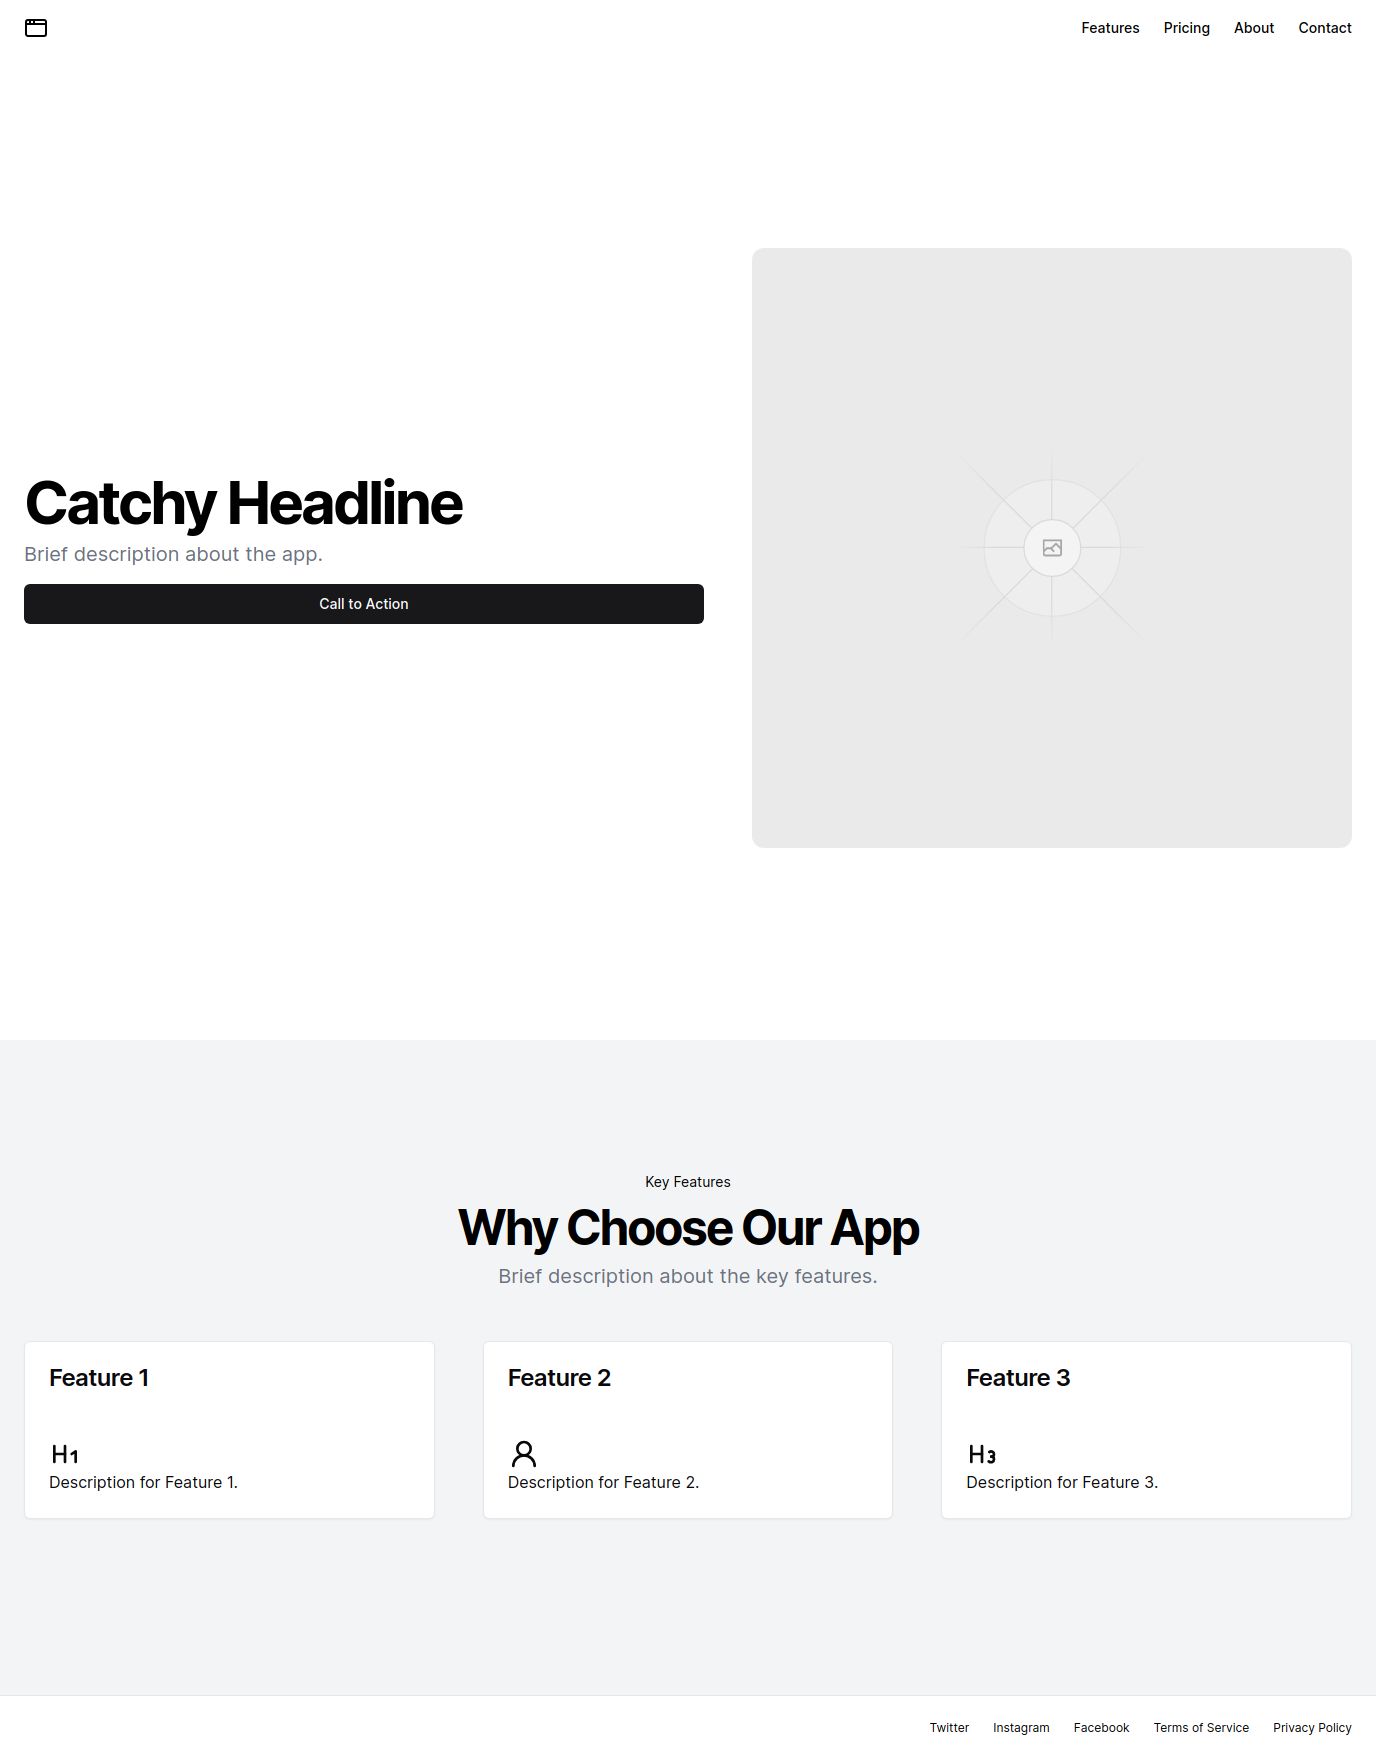 Features Pricing About Contact
Catchy Headline
Brief description about the app.
Call to Action
Key Features
Why Choose Our App
Brief description about the key features.
Feature 1
H1
Description for Feature 1.
Feature 2
Description for Feature 2.
Feature 3
H3
Description for Feature 3.
Twitter Instagram Facebook Terms of Service Privacy Policy